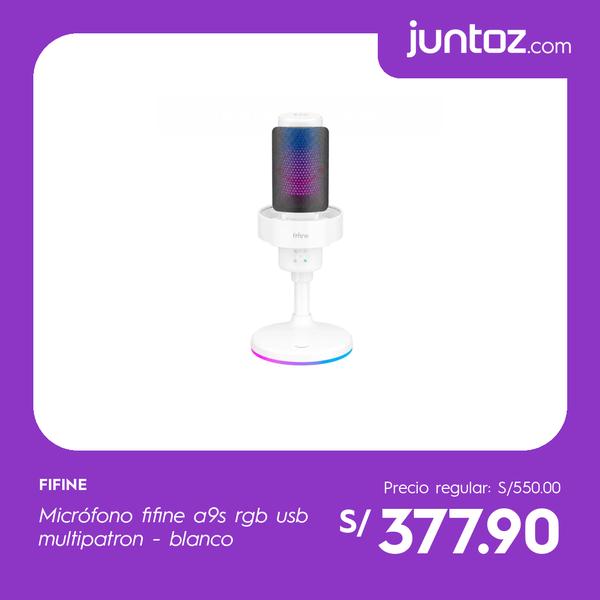 juntoz.com
fifine
FIFINE
Micrófono fifine a9s rgb usb
multipatron - blanco
Precio regular: S/550.00
S/ 377.90